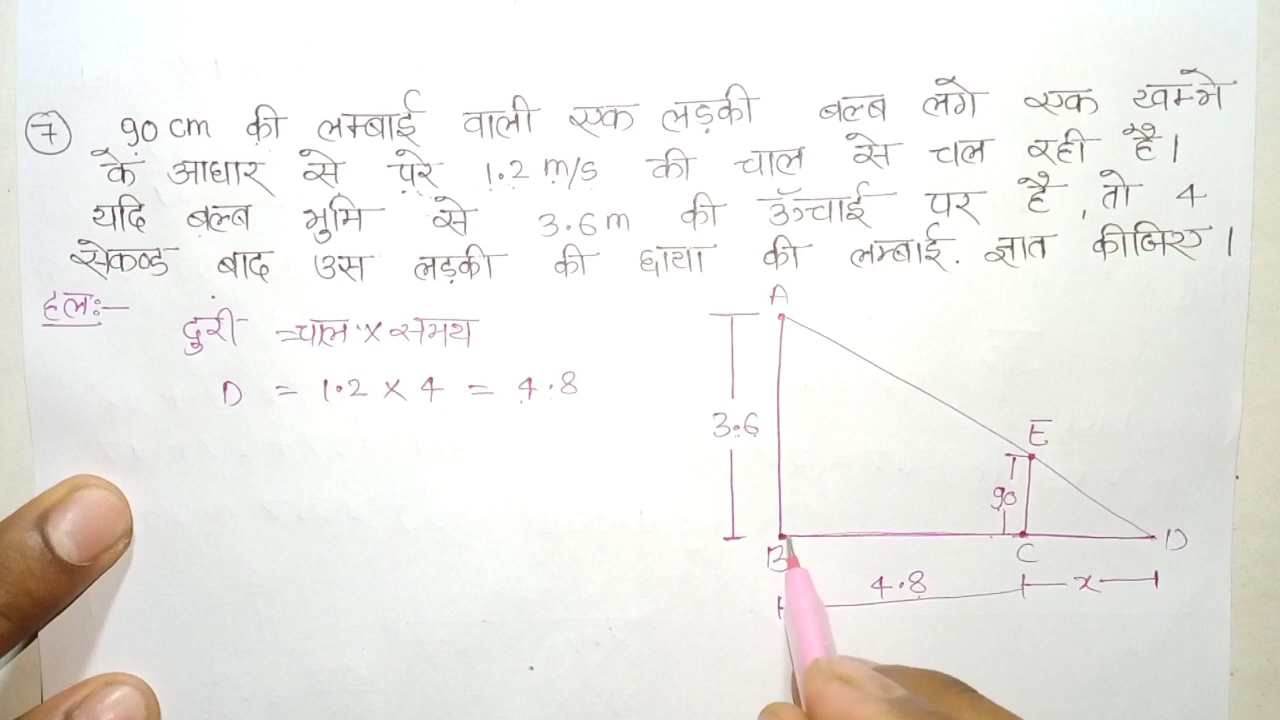 7 90 cm की लम्बाई वाली एक लड़की बल्ब लगे एक खम्भे
के आधार से परे 1.2 m/s की चाल से चल रही है।
यदि बल्ब भुमि से 3.6m की ऊँचाई पर है, तो 4
सेकण्ड बाद उस लड़की की छाया की लम्बाई. ज्ञात कीजिए।
हल:-
दुरी = चाल × समय
D = 1.2 × 4 = 4.8
A
3.6
E
90
B
C
D
4.8
x